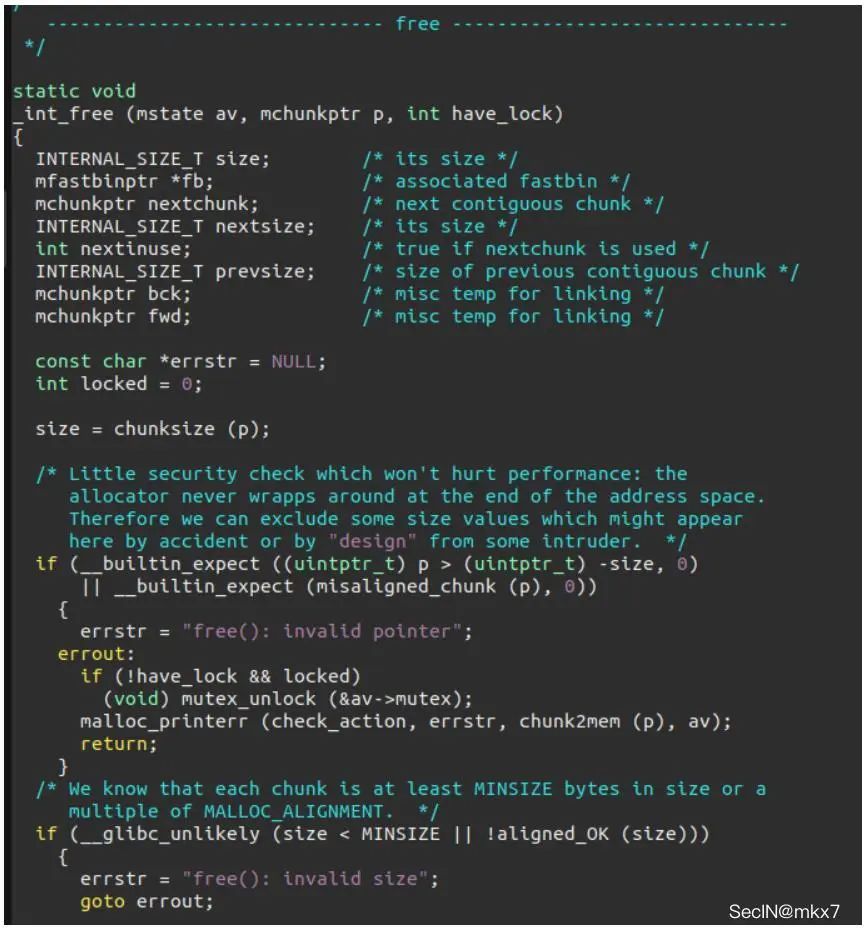 /
------------------------------ free ------------------------------
*/
static void
_int_free (mstate av, mchunkptr p, int have_lock)
{
INTERNAL_SIZE_T size;        /* its size */
mfastbinptr *fb;             /* associated fastbin */
mchunkptr nextchunk;         /* next contiguous chunk */
INTERNAL_SIZE_T nextsize;    /* its size */
int nextinuse;               /* true if nextchunk is used */
INTERNAL_SIZE_T prevsize;    /* size of previous contiguous chunk */
mchunkptr bck;               /* misc temp for linking */
mchunkptr fwd;               /* misc temp for linking */
const char *errstr = NULL;
int locked = 0;
size = chunksize (p);
/* Little security check which won't hurt performance: the
allocator never wrapps around at the end of the address space.
Therefore we can exclude some size values which might appear
here by accident or by "design" from some intruder.  */
if (__builtin_expect ((uintptr_t) p > (uintptr_t) -size, 0)
|| __builtin_expect (misaligned_chunk (p), 0))
{
errstr = "free(): invalid pointer";
errout:
if (!have_lock && locked)
(void) mutex_unlock (&av->mutex);
malloc_printerr (check_action, errstr, chunk2mem (p), av);
return;
}
/* We know that each chunk is at least MINSIZE bytes in size or a
multiple of MALLOC_ALIGNMENT.  */
if (__glibc_unlikely (size < MINSIZE || !aligned_OK (size)))
{
errstr = "free(): invalid size";
goto errout;
SecIN@mkx7